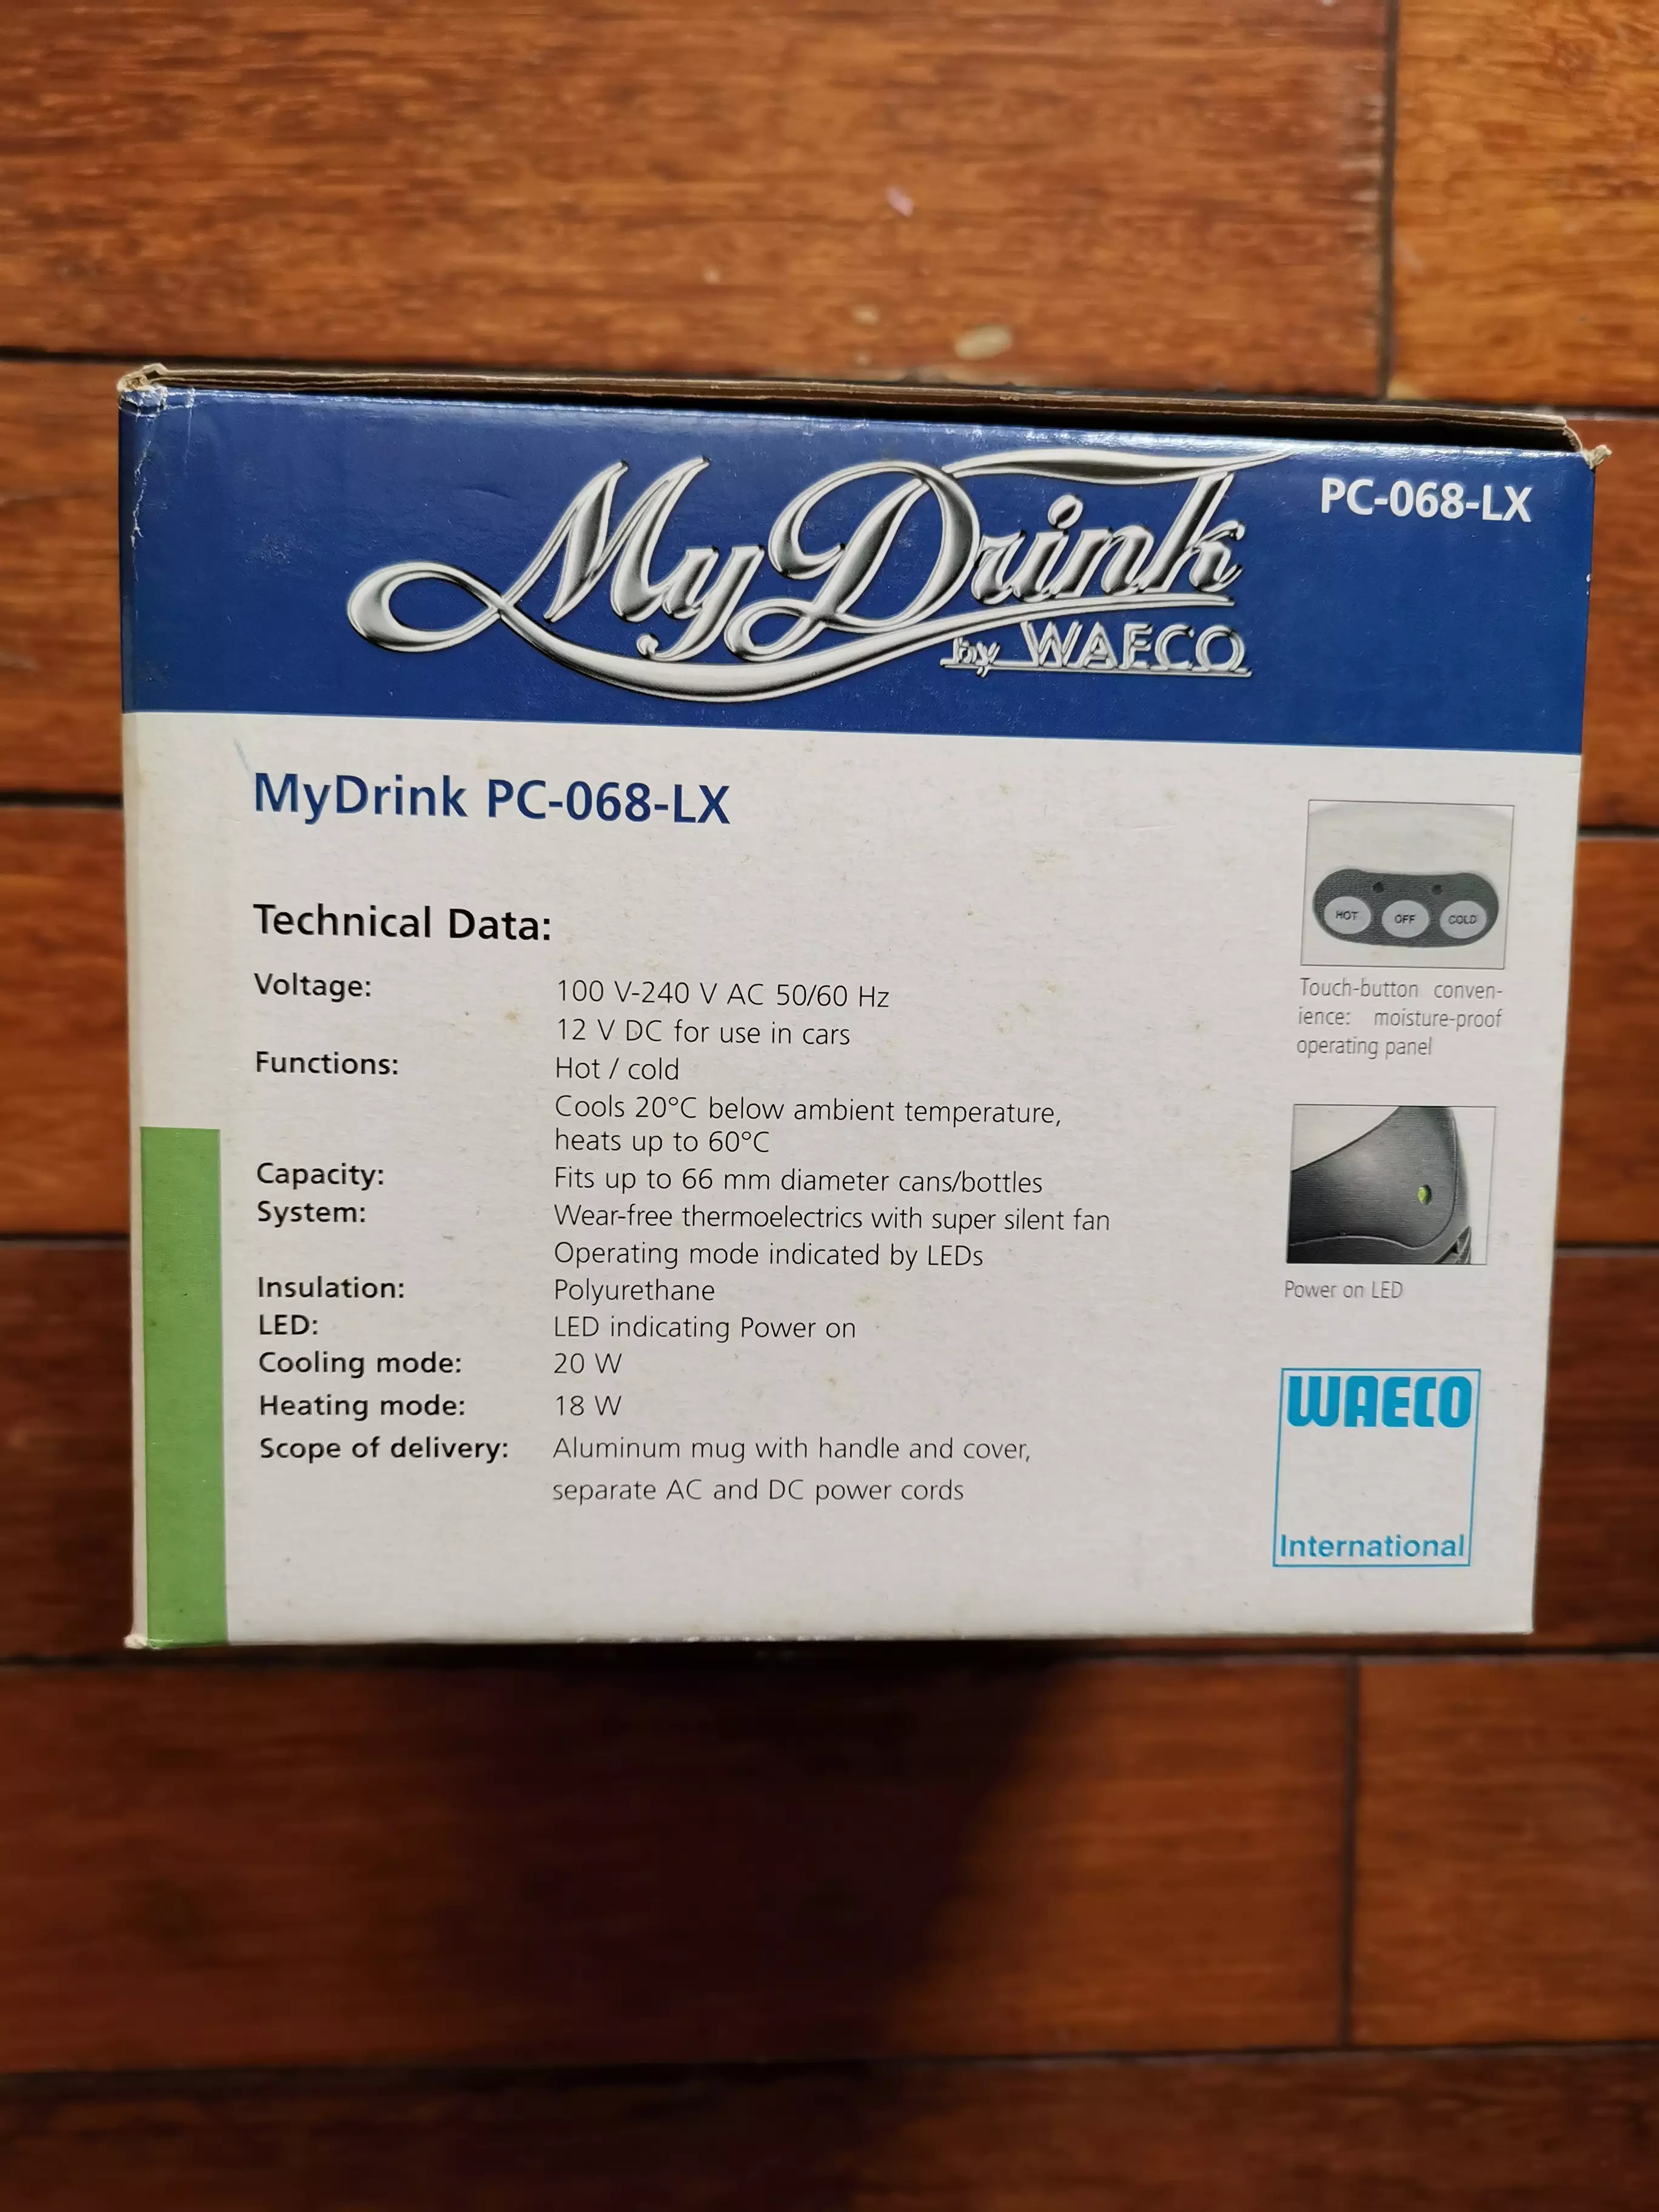 MyDrink
by WAECO
PC-068-LX
MyDrink PC-068-LX
Technical Data:
Voltage: 100 V-240 V AC 50/60 Hz
12 V DC for use in cars
Functions: Hot / cold
Cools 20°C below ambient temperature,
heats up to 60°C
Capacity: Fits up to 66 mm diameter cans/bottles
System: Wear-free thermoelectrics with super silent fan
Operating mode indicated by LEDs
Insulation: Polyurethane
LED: LED indicating Power on
Cooling mode: 20 W
Heating mode: 18 W
Scope of delivery: Aluminum mug with handle and cover,
separate AC and DC power cords
HOT OFF COLD
Touch-button conven-
ience: moisture-proof
operating panel
Power on LED
WAECO
International